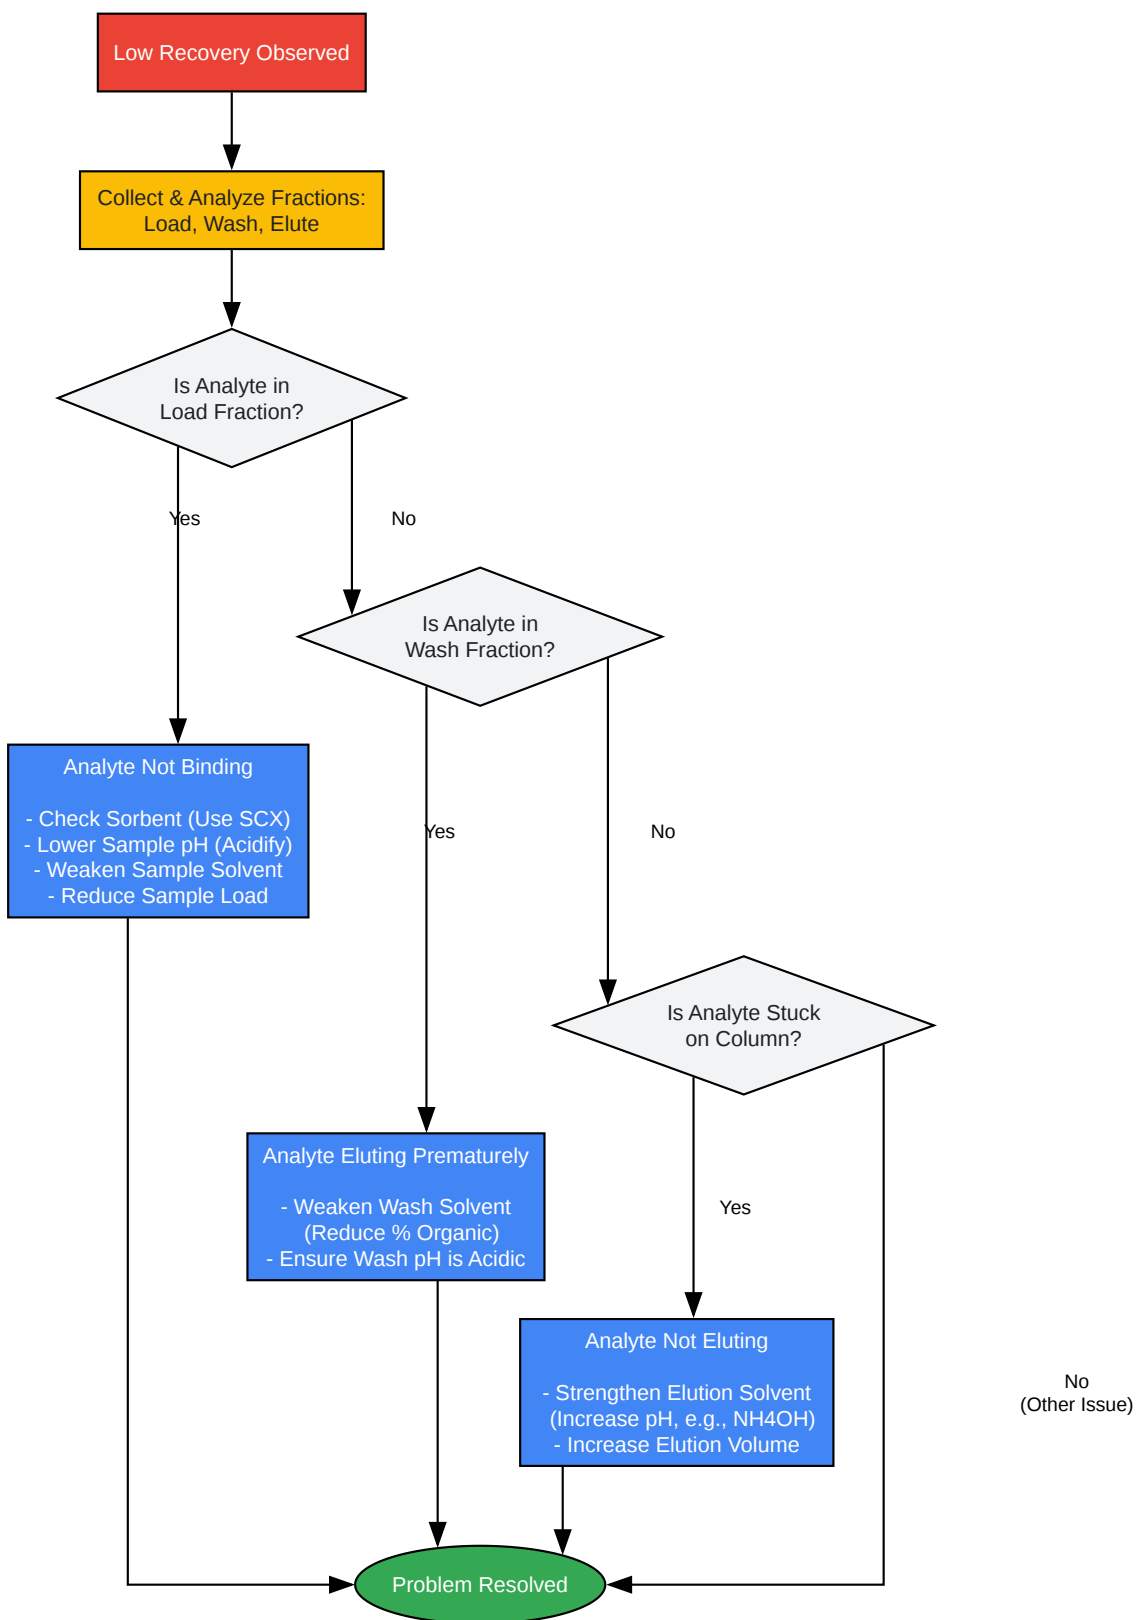 Low Recovery Observed
Collect & Analyze Fractions:
Load, Wash, Elute
Is Analyte in
Load Fraction?
Yes
No
Is Analyte in
Wash Fraction?
Analyte Not Binding
- Check Sorbent (Use SCX)
- Lower Sample pH (Acidify)
- Weaken Sample Solvent
- Reduce Sample Load
Yes
No
Is Analyte Stuck
on Column?
Analyte Eluting Prematurely
- Weaken Wash Solvent
(Reduce % Organic)
- Ensure Wash pH is Acidic
Yes
Analyte Not Eluting
- Strengthen Elution Solvent
(Increase pH, e.g., NH4OH)
- Increase Elution Volume
No
(Other Issue)
Problem Resolved